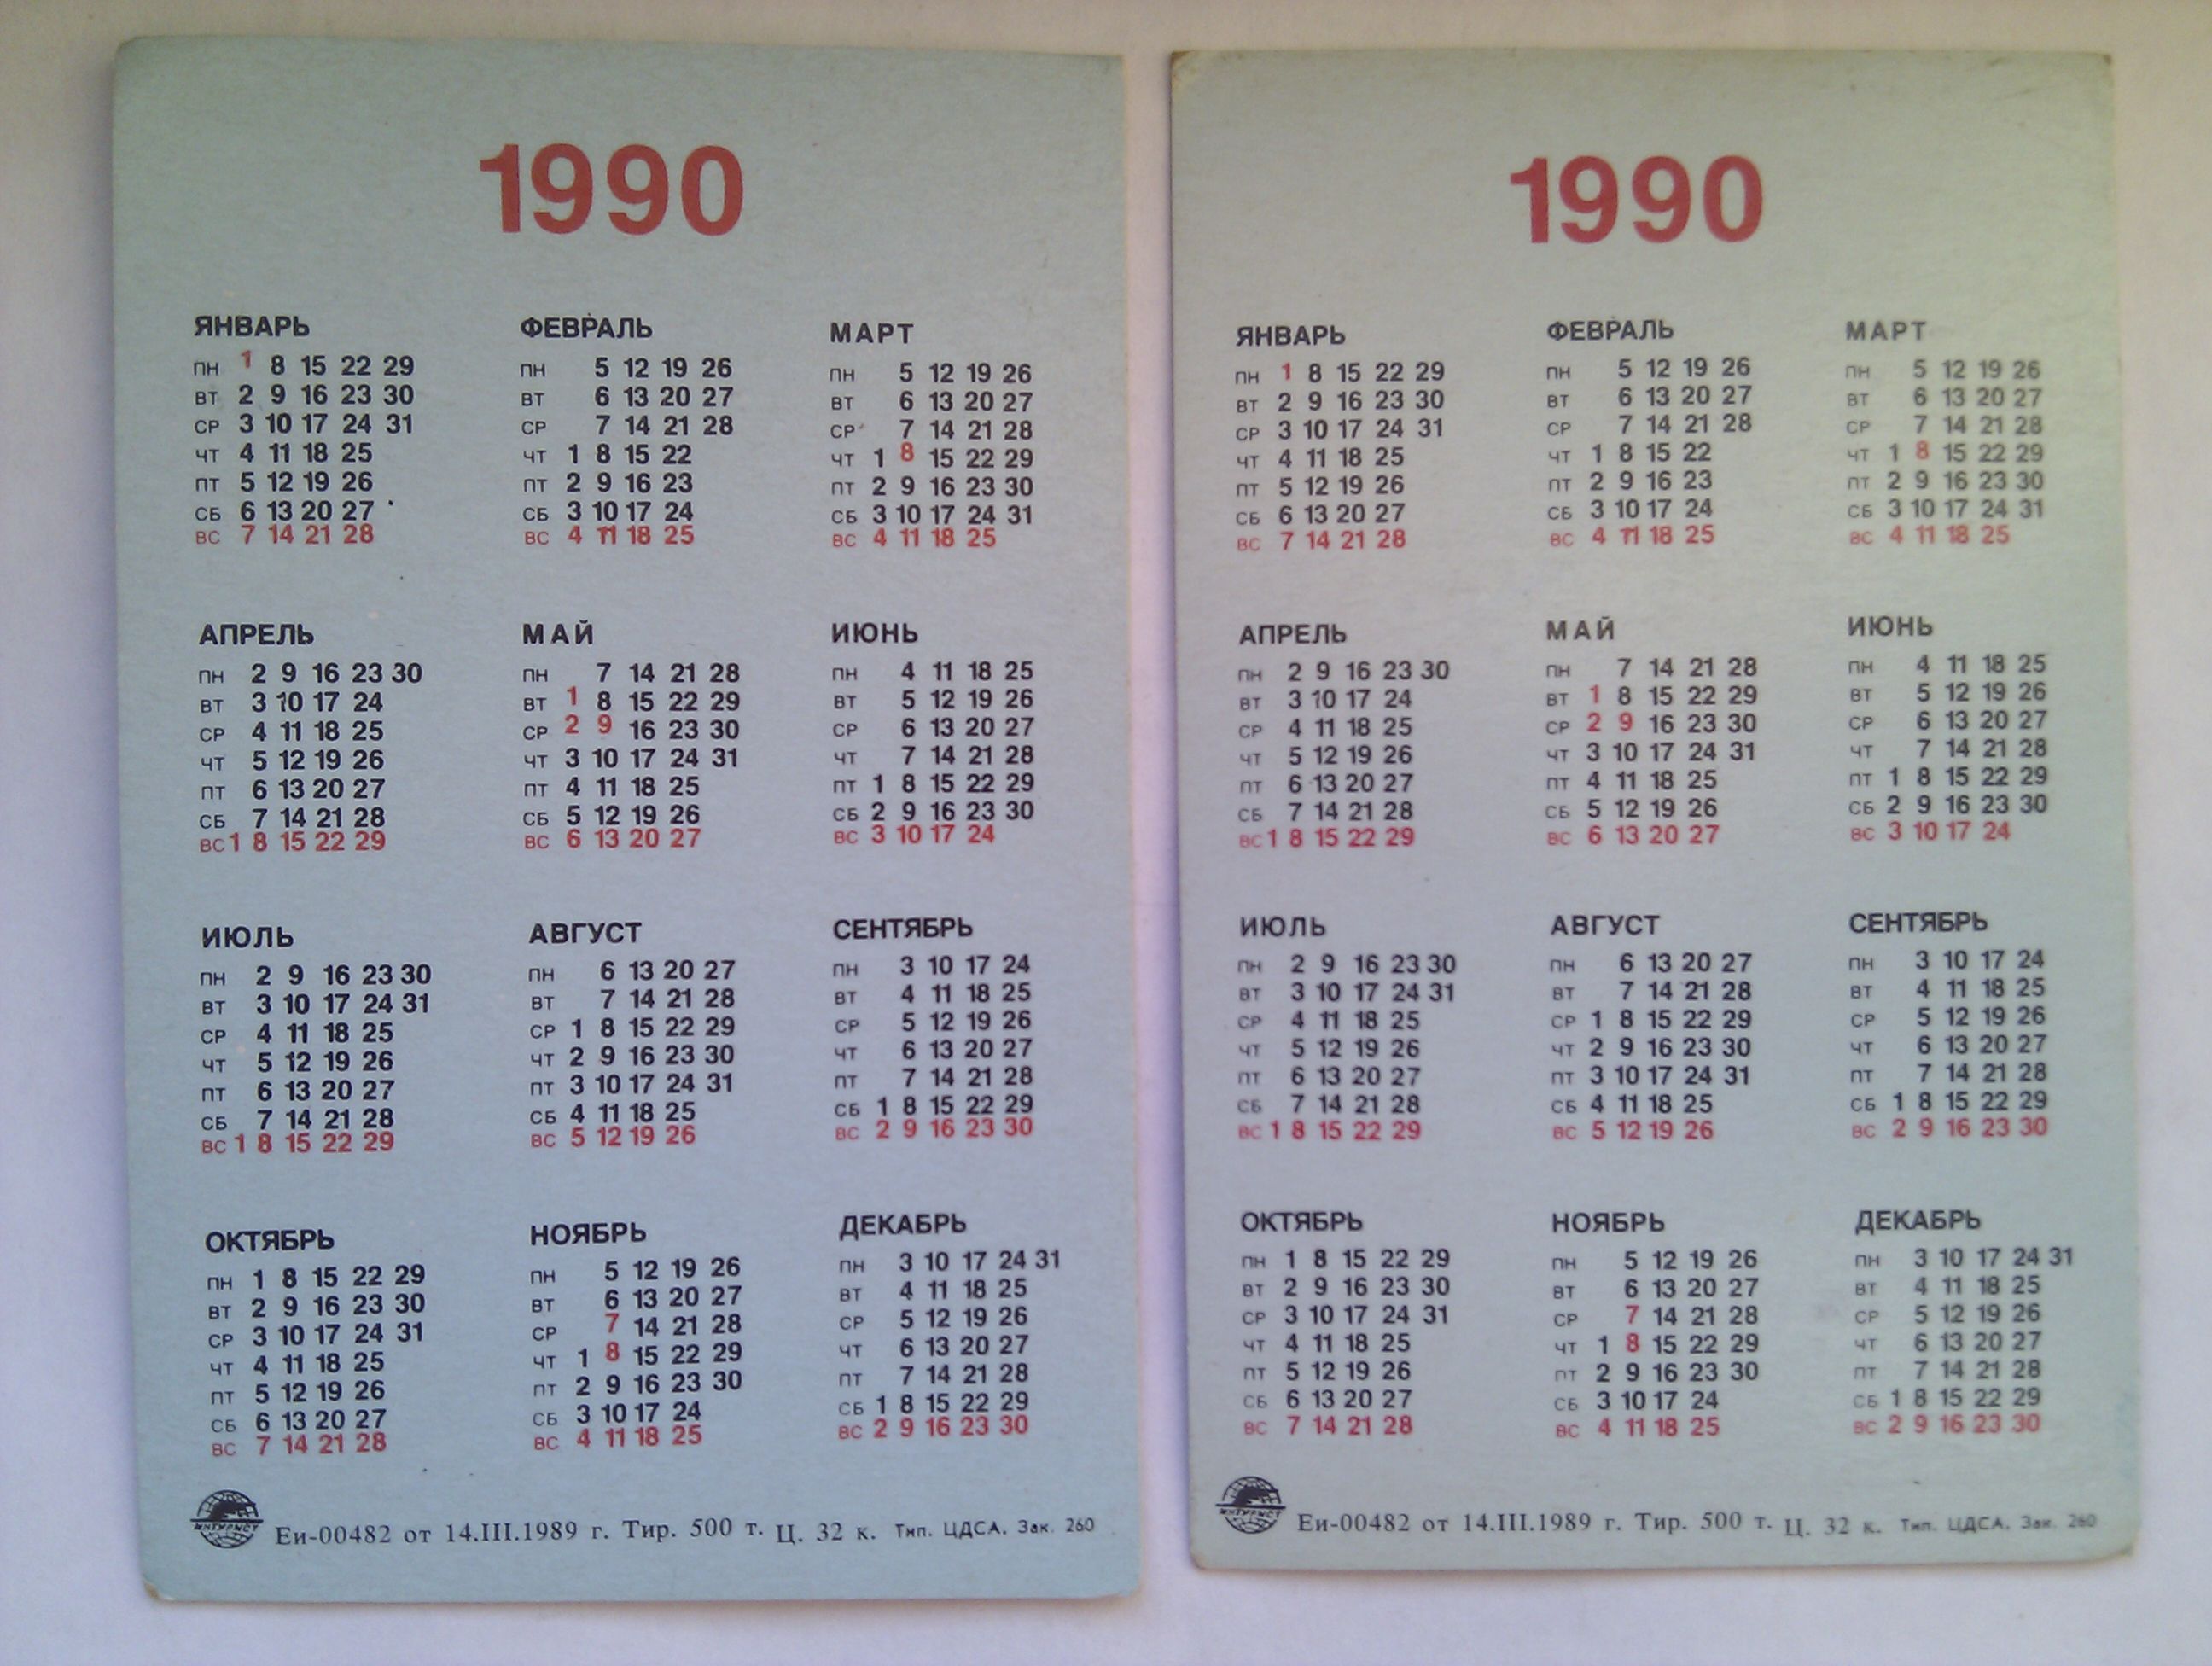 1990
ЯНВАРЬ
ПН 1 8 15 22 29
ВТ 2 9 16 23 30
СР 3 10 17 24 31
ЧТ 4 11 18 25
ПТ 5 12 19 26
СБ 6 13 20 27
ВС 7 14 21 28
ФЕВРАЛЬ
ПН 5 12 19 26
ВТ 6 13 20 27
СР 7 14 21 28
ЧТ 1 8 15 22
ПТ 2 9 16 23
СБ 3 10 17 24
ВС 4 11 18 25
МАРТ
ПН 5 12 19 26
ВТ 6 13 20 27
СР 7 14 21 28
ЧТ 1 8 15 22 29
ПТ 2 9 16 23 30
СБ 3 10 17 24 31
ВС 4 11 18 25
АПРЕЛЬ
ПН 2 9 16 23 30
ВТ 3 10 17 24
СР 4 11 18 25
ЧТ 5 12 19 26
ПТ 6 13 20 27
СБ 7 14 21 28
ВС 1 8 15 22 29
МАЙ
ПН 7 14 21 28
ВТ 1 8 15 22 29
СР 2 9 16 23 30
ЧТ 3 10 17 24 31
ПТ 4 11 18 25
СБ 5 12 19 26
ВС 6 13 20 27
ИЮНЬ
ПН 4 11 18 25
ВТ 5 12 19 26
СР 6 13 20 27
ЧТ 7 14 21 28
ПТ 1 8 15 22 29
СБ 2 9 16 23 30
ВС 3 10 17 24
ИЮЛЬ
ПН 2 9 16 23 30
ВТ 3 10 17 24 31
СР 4 11 18 25
ЧТ 5 12 19 26
ПТ 6 13 20 27
СБ 7 14 21 28
ВС 1 8 15 22 29
АВГУСТ
ПН 6 13 20 27
ВТ 7 14 21 28
СР 1 8 15 22 29
ЧТ 2 9 16 23 30
ПТ 3 10 17 24 31
СБ 4 11 18 25
ВС 5 12 19 26
СЕНТЯБРЬ
ПН 3 10 17 24
ВТ 4 11 18 25
СР 5 12 19 26
ЧТ 6 13 20 27
ПТ 7 14 21 28
СБ 1 8 15 22 29
ВС 2 9 16 23 30
ОКТЯБРЬ
ПН 1 8 15 22 29
ВТ 2 9 16 23 30
СР 3 10 17 24 31
ЧТ 4 11 18 25
ПТ 5 12 19 26
СБ 6 13 20 27
ВС 7 14 21 28
НОЯБРЬ
ПН 5 12 19 26
ВТ 6 13 20 27
СР 7 14 21 28
ЧТ 1 8 15 22 29
ПТ 2 9 16 23 30
СБ 3 10 17 24
ВС 4 11 18 25
ДЕКАБРЬ
ПН 3 10 17 24 31
ВТ 4 11 18 25
СР 5 12 19 26
ЧТ 6 13 20 27
ПТ 7 14 21 28
СБ 1 8 15 22 29
ВС 2 9 16 23 30
ИНТУРИСТ
Еи-00482 от 14.III.1989 г. Тир. 500 т. Ц. 32 к. Тип. ЦДСА. Зак. 260
1990
ЯНВАРЬ
ПН 1 8 15 22 29
ВТ 2 9 16 23 30
СР 3 10 17 24 31
ЧТ 4 11 18 25
ПТ 5 12 19 26
СБ 6 13 20 27
ВС 7 14 21 28
ФЕВРАЛЬ
ПН 5 12 19 26
ВТ 6 13 20 27
СР 7 14 21 28
ЧТ 1 8 15 22
ПТ 2 9 16 23
СБ 3 10 17 24
ВС 4 11 18 25
МАРТ
ПН 5 12 19 26
ВТ 6 13 20 27
СР 7 14 21 28
ЧТ 1 8 15 22 29
ПТ 2 9 16 23 30
СБ 3 10 17 24 31
ВС 4 11 18 25
АПРЕЛЬ
ПН 2 9 16 23 30
ВТ 3 10 17 24
СР 4 11 18 25
ЧТ 5 12 19 26
ПТ 6 13 20 27
СБ 7 14 21 28
ВС 1 8 15 22 29
МАЙ
ПН 7 14 21 28
ВТ 1 8 15 22 29
СР 2 9 16 23 30
ЧТ 3 10 17 24 31
ПТ 4 11 18 25
СБ 5 12 19 26
ВС 6 13 20 27
ИЮНЬ
ПН 4 11 18 25
ВТ 5 12 19 26
СР 6 13 20 27
ЧТ 7 14 21 28
ПТ 1 8 15 22 29
СБ 2 9 16 23 30
ВС 3 10 17 24
ИЮЛЬ
ПН 2 9 16 23 30
ВТ 3 10 17 24 31
СР 4 11 18 25
ЧТ 5 12 19 26
ПТ 6 13 20 27
СБ 7 14 21 28
ВС 1 8 15 22 29
АВГУСТ
ПН 6 13 20 27
ВТ 7 14 21 28
СР 1 8 15 22 29
ЧТ 2 9 16 23 30
ПТ 3 10 17 24 31
СБ 4 11 18 25
ВС 5 12 19 26
СЕНТЯБРЬ
ПН 3 10 17 24
ВТ 4 11 18 25
СР 5 12 19 26
ЧТ 6 13 20 27
ПТ 7 14 21 28
СБ 1 8 15 22 29
ВС 2 9 16 23 30
ОКТЯБРЬ
ПН 1 8 15 22 29
ВТ 2 9 16 23 30
СР 3 10 17 24 31
ЧТ 4 11 18 25
ПТ 5 12 19 26
СБ 6 13 20 27
ВС 7 14 21 28
НОЯБРЬ
ПН 5 12 19 26
ВТ 6 13 20 27
СР 7 14 21 28
ЧТ 1 8 15 22 29
ПТ 2 9 16 23 30
СБ 3 10 17 24
ВС 4 11 18 25
ДЕКАБРЬ
ПН 3 10 17 24 31
ВТ 4 11 18 25
СР 5 12 19 26
ЧТ 6 13 20 27
ПТ 7 14 21 28
СБ 1 8 15 22 29
ВС 2 9 16 23 30
ИНТУРИСТ
Еи-00482 от 14.III.1989 г. Тир. 500 т. Ц. 32 к. Тип. ЦДСА. Зак. 260